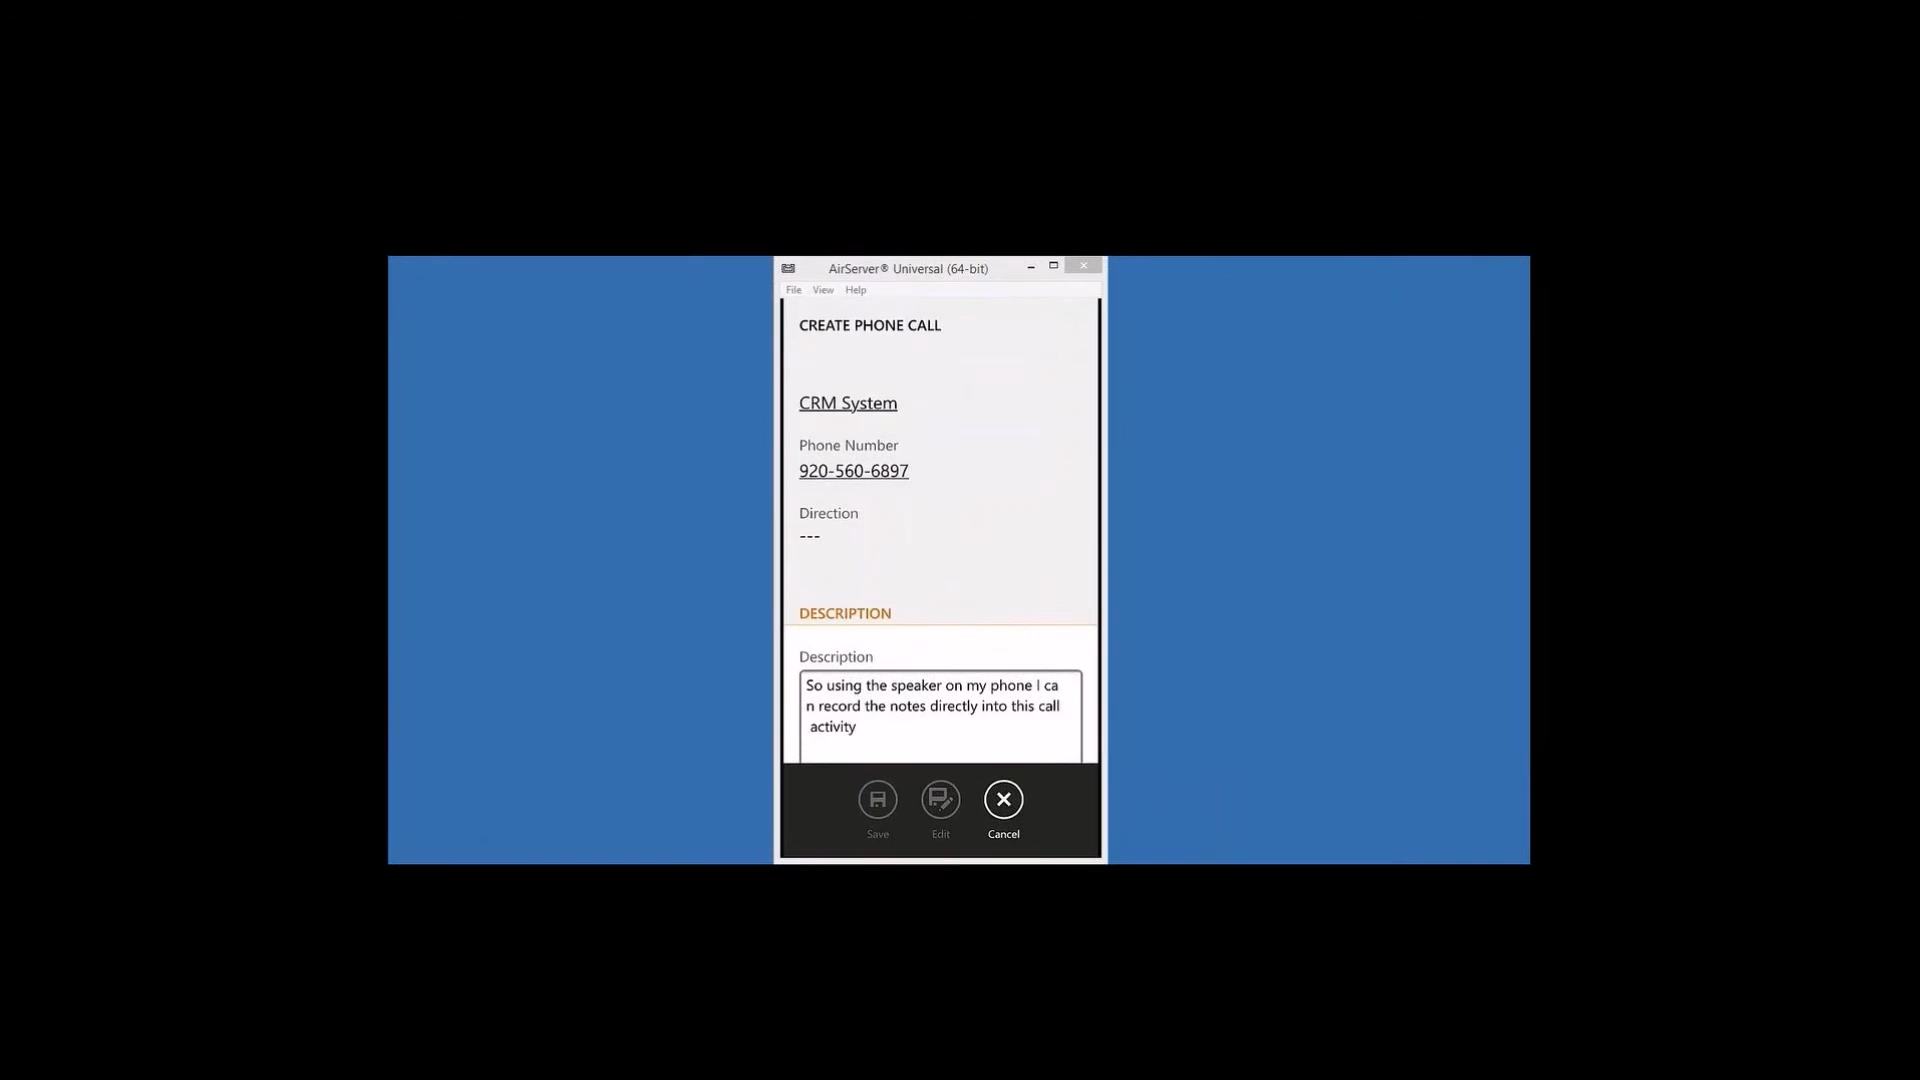 AirServer® Universal (64-bit)
File View Help
CREATE PHONE CALL
CRM System
Phone Number
920-560-6897
Direction
---
DESCRIPTION
Description
So using the speaker on my phone I ca
n record the notes directly into this call
activity
Save Edit Cancel